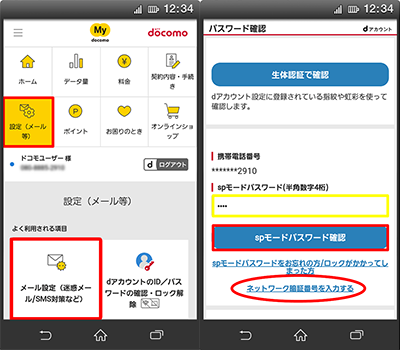 12:34
My
docomo
döcomo
ホーム
データ量
料金
契約内容・手続き
設定（メール等）
ポイント
お困りのとき
オンラインショップ
ドコモユーザー 様
d ログアウト
設定（メール等）
よく利用される項目
メール設定（迷惑メール/SMS対策など）
dアカウントのID／パスワードの確認・ロック解除
12:34
パスワード確認
dアカウント
生体認証で確認
dアカウント設定に登録されている指紋や虹彩を使って確認します。
携帯電話番号
*******2910
spモードパスワード(半角数字4桁)
••••
spモードパスワード確認
spモードパスワードをお忘れの方/ロックがかかってしまった方
ネットワーク暗証番号を入力する